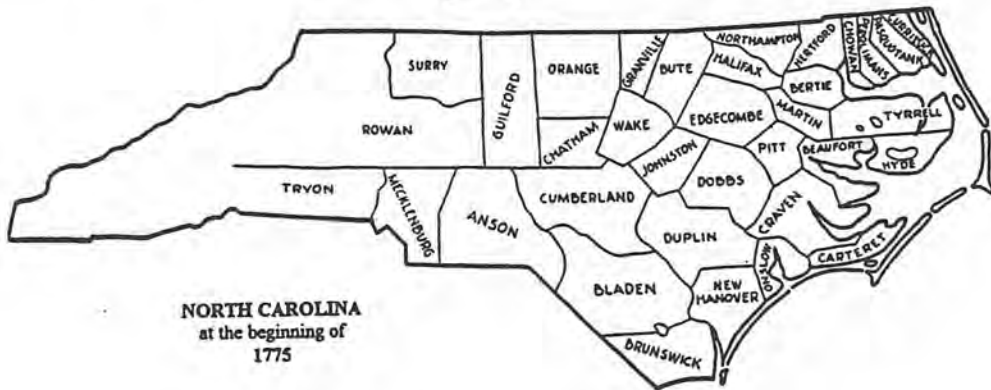 SURRY
ROWAN
GUILFORD
ORANGE
CHATHAM
GRANVILLE
BUTE
WAKE
NORTHAMPTON
HALIFAX
HERTFORD
BERTIE
CHOWAN
PASQUOTANK
CURRITUCK
EDGECOMBE
MARTIN
TYRRELL
JOHNSTON
PITT
BEAUFORT
HYDE
DOBBS
CRAVEN
TRYON
MECKLENBURG
ANSON
CUMBERLAND
DUPLIN
ONSLOW
CARTERET
BLADEN
NEW
HANOVER
BRUNSWICK
NORTH CAROLINA
at the beginning of
1775